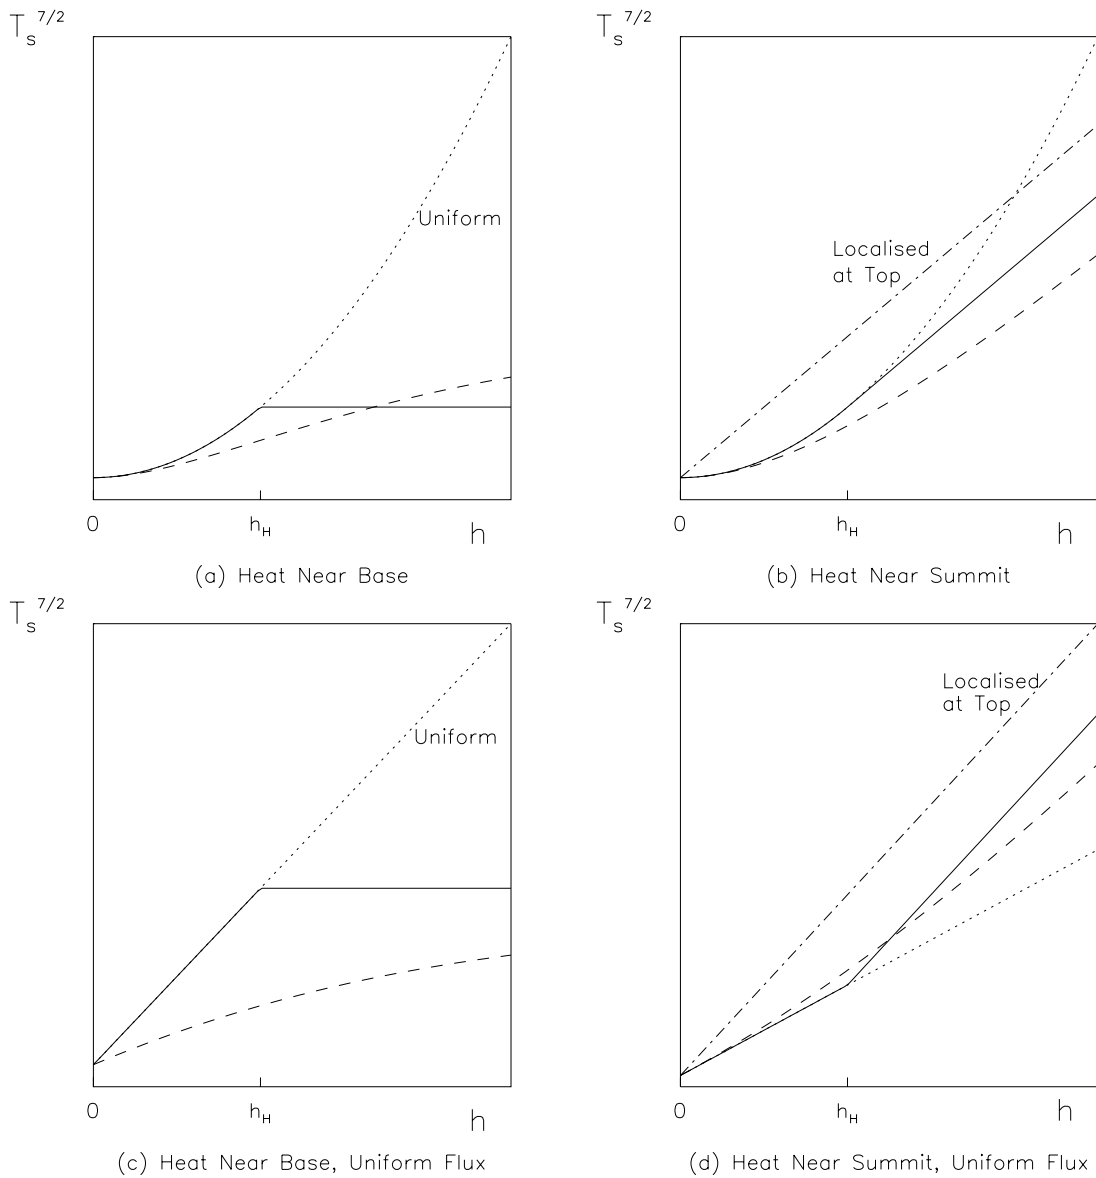 T_s^7/2
Uniform
0
h_H
h
(a) Heat Near Base
T_s^7/2
Localised
at Top
0
h_H
h
(b) Heat Near Summit
T_s^7/2
Uniform
0
h_H
h
(c) Heat Near Base, Uniform Flux
T_s^7/2
Localised
at Top
0
h_H
h
(d) Heat Near Summit, Uniform Flux